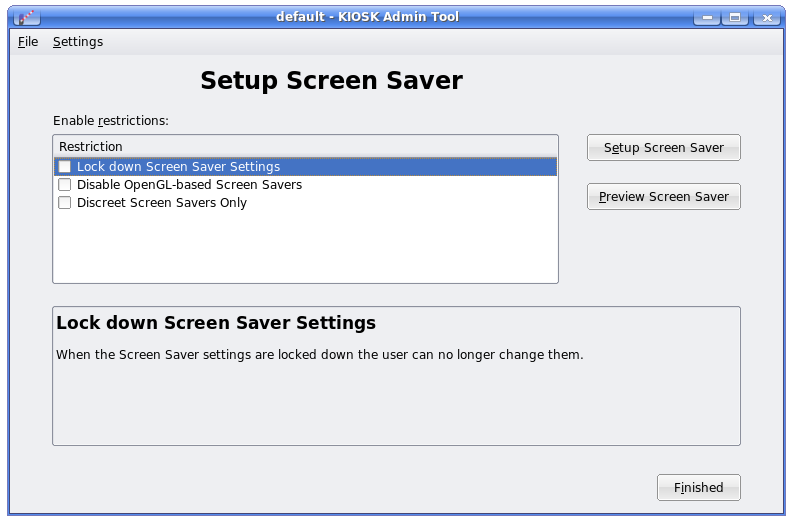 default - KIOSK Admin Tool
File Settings
Setup Screen Saver
Enable restrictions:
Restriction
Lock down Screen Saver Settings
Disable OpenGL-based Screen Savers
Discreet Screen Savers Only
Setup Screen Saver
Preview Screen Saver
Lock down Screen Saver Settings
When the Screen Saver settings are locked down the user can no longer change them.
Finished